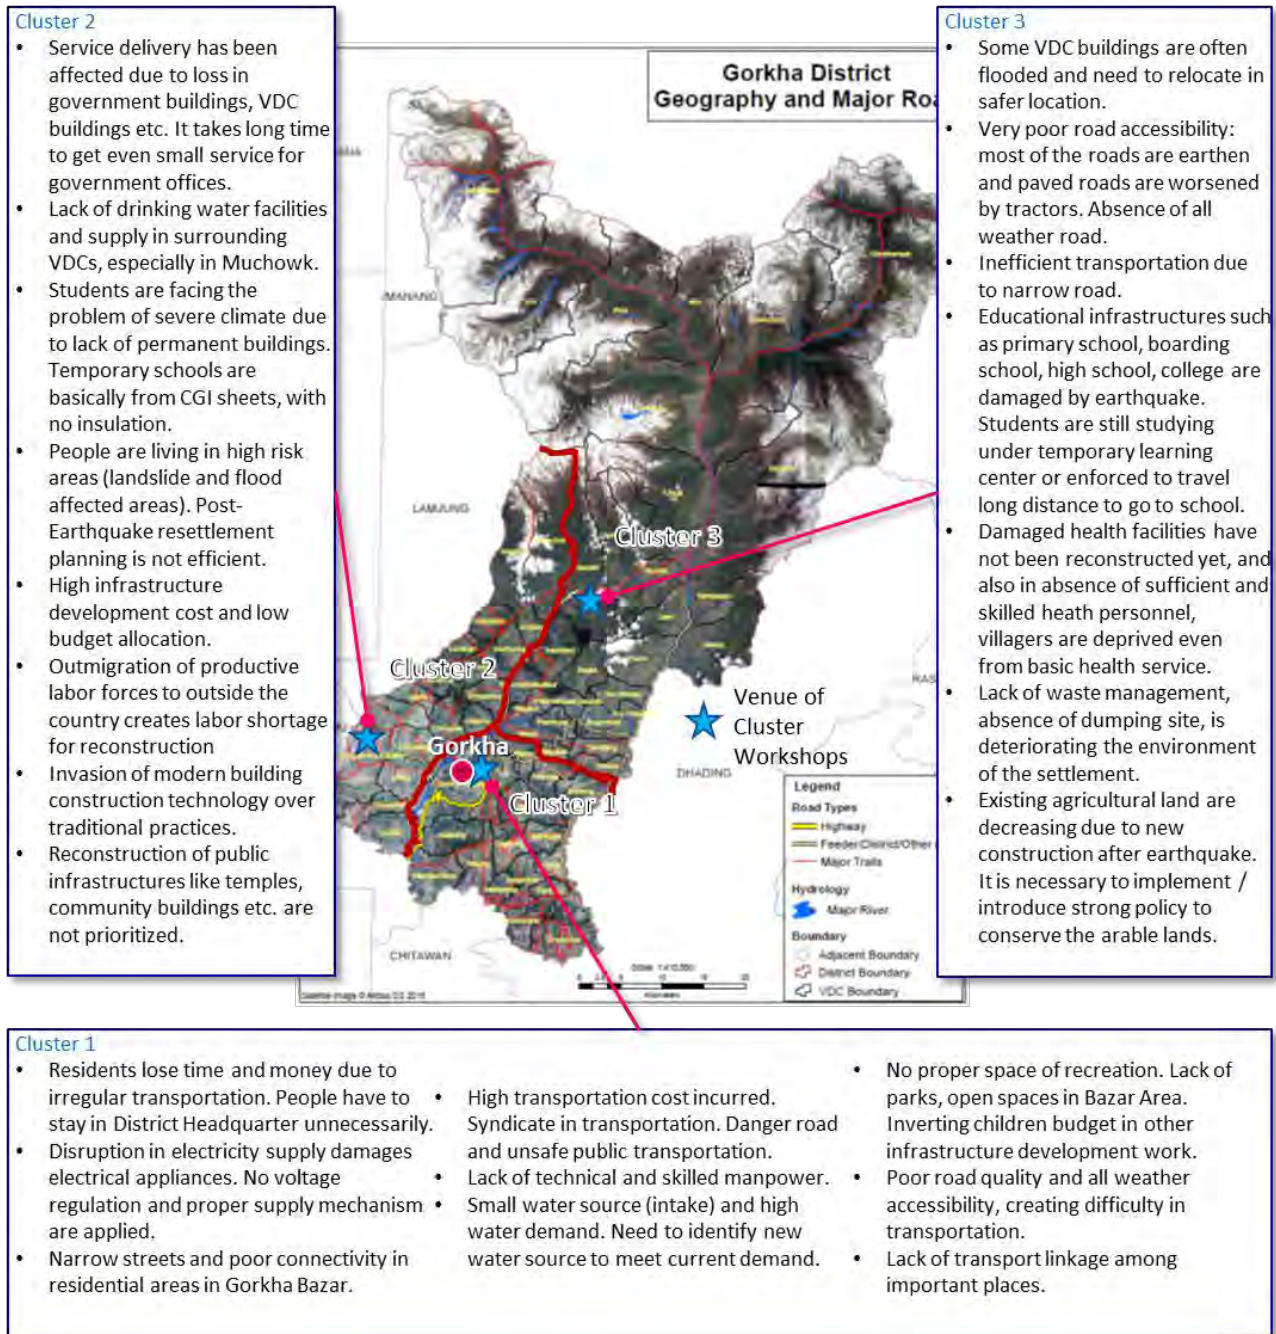 Cluster 2
• Service delivery has been
affected due to loss in
government buildings, VDC
buildings etc. It takes long time
to get even small service for
government offices.
• Lack of drinking water facilities
and supply in surrounding
VDCs, especially in Muchowk.
• Students are facing the
problem of severe climate due
to lack of permanent buildings.
Temporary schools are
basically from CGI sheets, with
no insulation.
• People are living in high risk
areas (landslide and flood
affected areas). Post-
Earthquake resettlement
planning is not efficient.
• High infrastructure
development cost and low
budget allocation.
• Outmigration of productive
labor forces to outside the
country creates labor shortage
for reconstruction
• Invasion of modern building
construction technology over
traditional practices.
• Reconstruction of public
infrastructures like temples,
community buildings etc. are
not prioritized.
Gorkha District
Geography and Major Roa
MANANG
LAMJUNG
Cluster 3
Cluster 2
Gorkha
Cluster 1
Venue of
Cluster
Workshops
RAS
DHADING
CHITAWAN
Legend
Road Types
Highway
Feeder/District/Other
Major Trails
Hydrology
Major River
Boundary
Adjacent Boundary
District Boundary
VDC Boundary
Cluster 3
• Some VDC buildings are often
flooded and need to relocate in
safer location.
• Very poor road accessibility:
most of the roads are earthen
and paved roads are worsened
by tractors. Absence of all
weather road.
• Inefficient transportation due
to narrow road.
• Educational infrastructures such
as primary school, boarding
school, high school, college are
damaged by earthquake.
Students are still studying
under temporary learning
center or enforced to travel
long distance to go to school.
• Damaged health facilities have
not been reconstructed yet, and
also in absence of sufficient and
skilled heath personnel,
villagers are deprived even
from basic health service.
• Lack of waste management,
absence of dumping site, is
deteriorating the environment
of the settlement.
• Existing agricultural land are
decreasing due to new
construction after earthquake.
It is necessary to implement /
introduce strong policy to
conserve the arable lands.
Cluster 1
• Residents lose time and money due to
irregular transportation. People have to
stay in District Headquarter unnecessarily.
• Disruption in electricity supply damages
electrical appliances. No voltage
regulation and proper supply mechanism
are applied.
• Narrow streets and poor connectivity in
residential areas in Gorkha Bazar.
• High transportation cost incurred.
Syndicate in transportation. Danger road
and unsafe public transportation.
• Lack of technical and skilled manpower.
• Small water source (intake) and high
water demand. Need to identify new
water source to meet current demand.
• No proper space of recreation. Lack of
parks, open spaces in Bazar Area.
Inverting children budget in other
infrastructure development work.
• Poor road quality and all weather
accessibility, creating difficulty in
transportation.
• Lack of transport linkage among
important places.